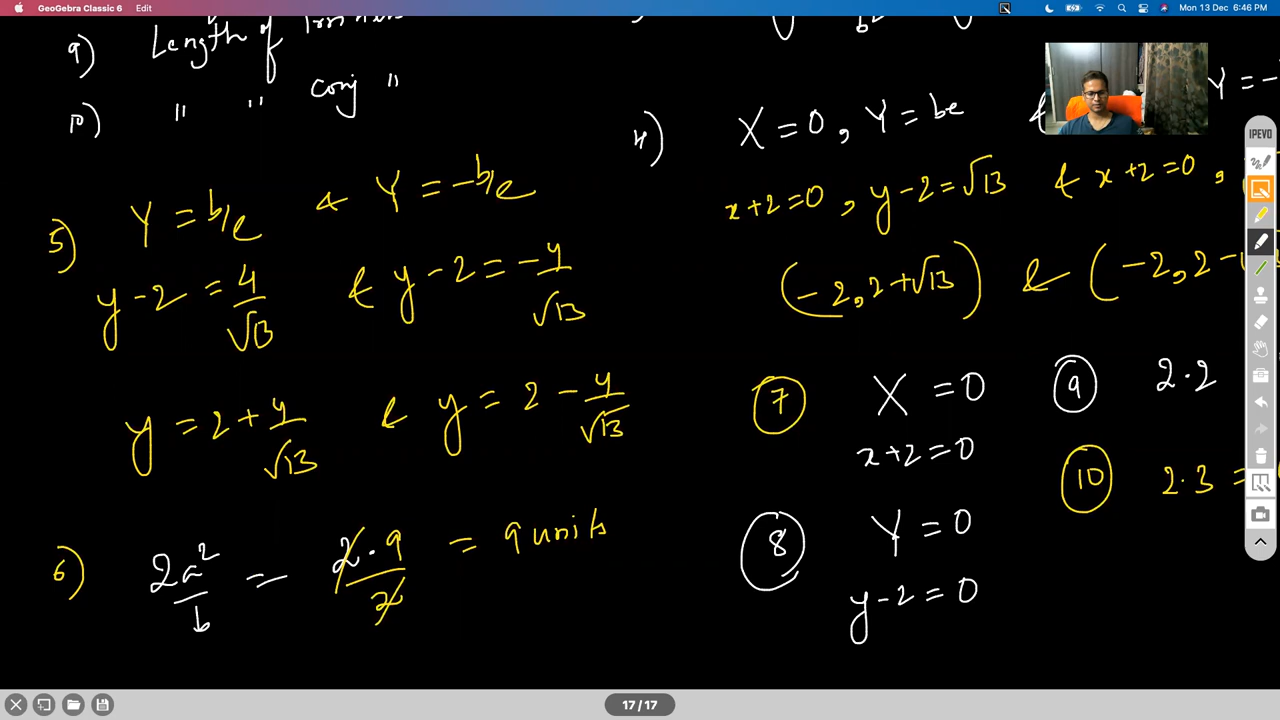 GeoGebra Classic 6 Edit Mon 13 Dec 6:46 PM
9) Length of
10) " " conj "
4) X = 0, Y = be & Y = -
x+2=0, y-2=√13 & x+2=0,
(-2, 2+√13) & (-2, 2-√
5) Y = b/e & Y = -b/e
y-2 = 4/√13 & y-2 = -4/√13
y = 2 + 4/√13 & y = 2 - 4/√13
6) 2a²/b = 2·9/2 = 9 units
7 X = 0
x+2=0
8 Y = 0
y-2=0
9 2·2
10 2·3 =
IPEVO
17/17